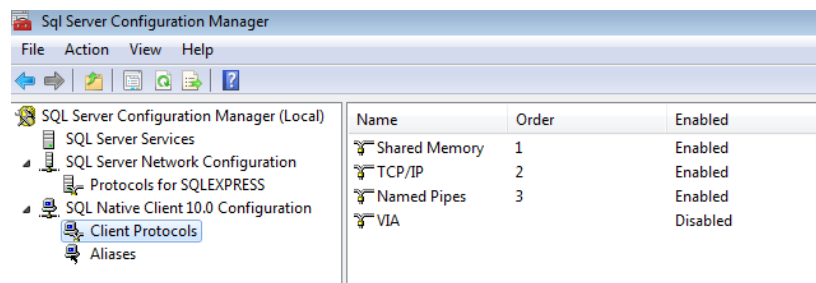 Sql Server Configuration Manager
File Action View Help
SQL Server Configuration Manager (Local)
SQL Server Services
SQL Server Network Configuration
Protocols for SQLEXPRESS
SQL Native Client 10.0 Configuration
Client Protocols
Aliases
Name Order Enabled
Shared Memory 1 Enabled
TCP/IP 2 Enabled
Named Pipes 3 Enabled
VIA Disabled